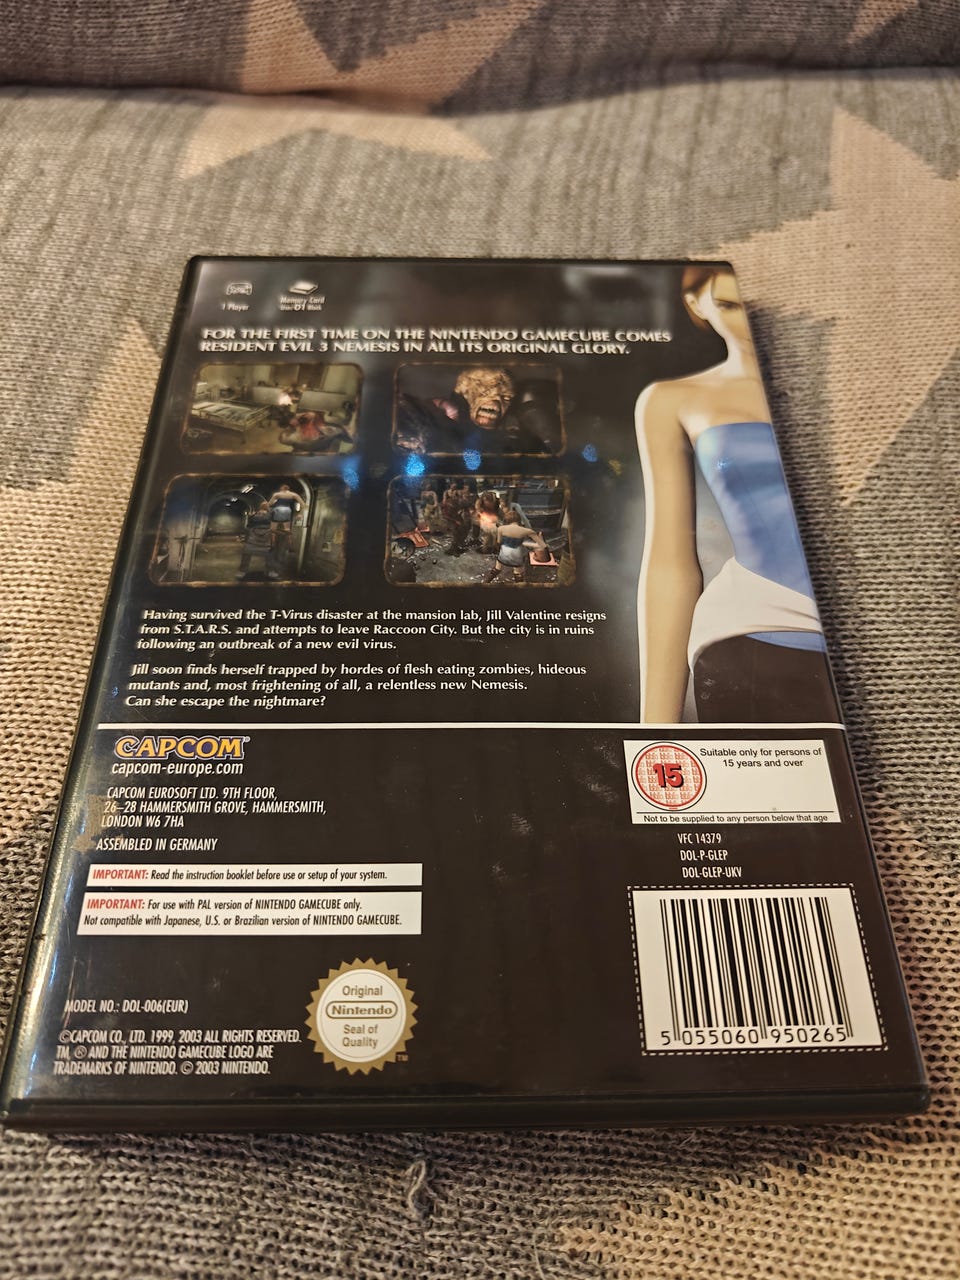 1 Player
Memory Card
FOR THE FIRST TIME ON THE NINTENDO GAMECUBE COMES
RESIDENT EVIL 3 NEMESIS IN ALL ITS ORIGINAL GLORY.
Having survived the T-Virus disaster at the mansion lab, Jill Valentine resigns
from S.T.A.R.S. and attempts to leave Raccoon City. But the city is in ruins
following an outbreak of a new evil virus.
Jill soon finds herself trapped by hordes of flesh eating zombies, hideous
mutants and, most frightening of all, a relentless new Nemesis.
Can she escape the nightmare?
CAPCOM®
capcom-europe.com
CAPCOM EUROSOFT LTD. 9TH FLOOR,
26–28 HAMMERSMITH GROVE, HAMMERSMITH,
LONDON W6 7HA
ASSEMBLED IN GERMANY
IMPORTANT: Read the instruction booklet before use or setup of your system.
IMPORTANT: For use with PAL version of NINTENDO GAMECUBE only.
Not compatible with Japanese, U.S. or Brazilian version of NINTENDO GAMECUBE.
MODEL NO.: DOL-006(EUR)
©CAPCOM CO., LTD. 1999, 2003 ALL RIGHTS RESERVED.
TM, ® AND THE NINTENDO GAMECUBE LOGO ARE
TRADEMARKS OF NINTENDO. © 2003 NINTENDO.
Original
Nintendo
Seal of
Quality
TM
15
Suitable only for persons of
15 years and over
Not to be supplied to any person below that age
VFC 14379
DOL-P-GLEP
DOL-GLEP-UKV
5 055060 950265